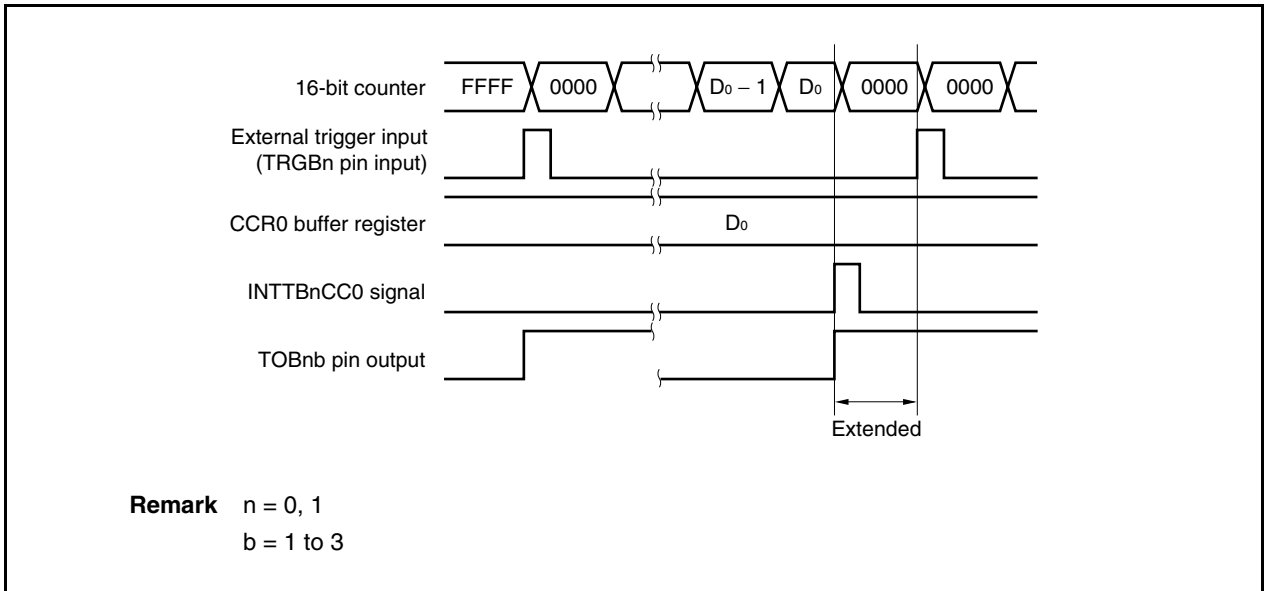 16-bit counter FFFF 0000 D0 − 1 D0 0000 0000
External trigger input
(TRGBn pin input)
CCR0 buffer register D0
INTTBnCC0 signal
TOBnb pin output
Extended
Remark n = 0, 1
b = 1 to 3